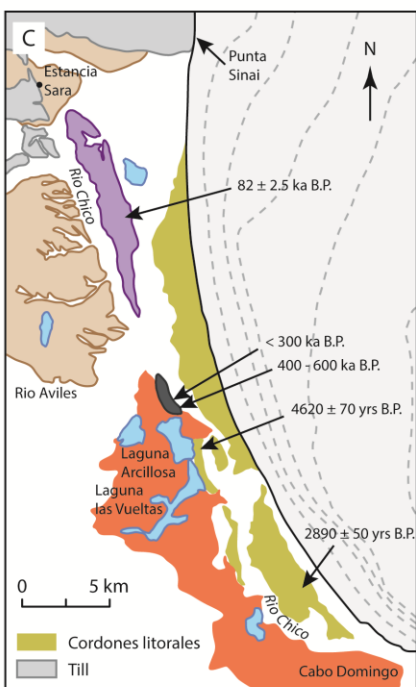 C
Punta
Sinai
N
Estancia
Sara
Rio Chico
82 ± 2.5 ka B.P.
< 300 ka B.P.
400 - 600 ka B.P.
Rio Aviles
4620 ± 70 yrs B.P.
Laguna
Arcillosa
Laguna
las Vueltas
2890 ± 50 yrs B.P.
0 5 km
Rio Chico
Cordones litorales
Till
Cabo Domingo